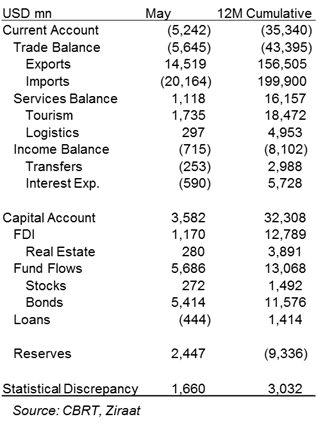 USD mn May 12M Cumulative
Current Account (5,242) (35,340)
Trade Balance (5,645) (43,395)
Exports 14,519 156,505
Imports (20,164) 199,900
Services Balance 1,118 16,157
Tourism 1,735 18,472
Logistics 297 4,953
Income Balance (715) (8,102)
Transfers (253) 2,988
Interest Exp. (590) 5,728
Capital Account 3,582 32,308
FDI 1,170 12,789
Real Estate 280 3,891
Fund Flows 5,686 13,068
Stocks 272 1,492
Bonds 5,414 11,576
Loans (444) 1,414
Reserves 2,447 (9,336)
Statistical Discrepancy 1,660 3,032
Source: CBRT, Ziraat